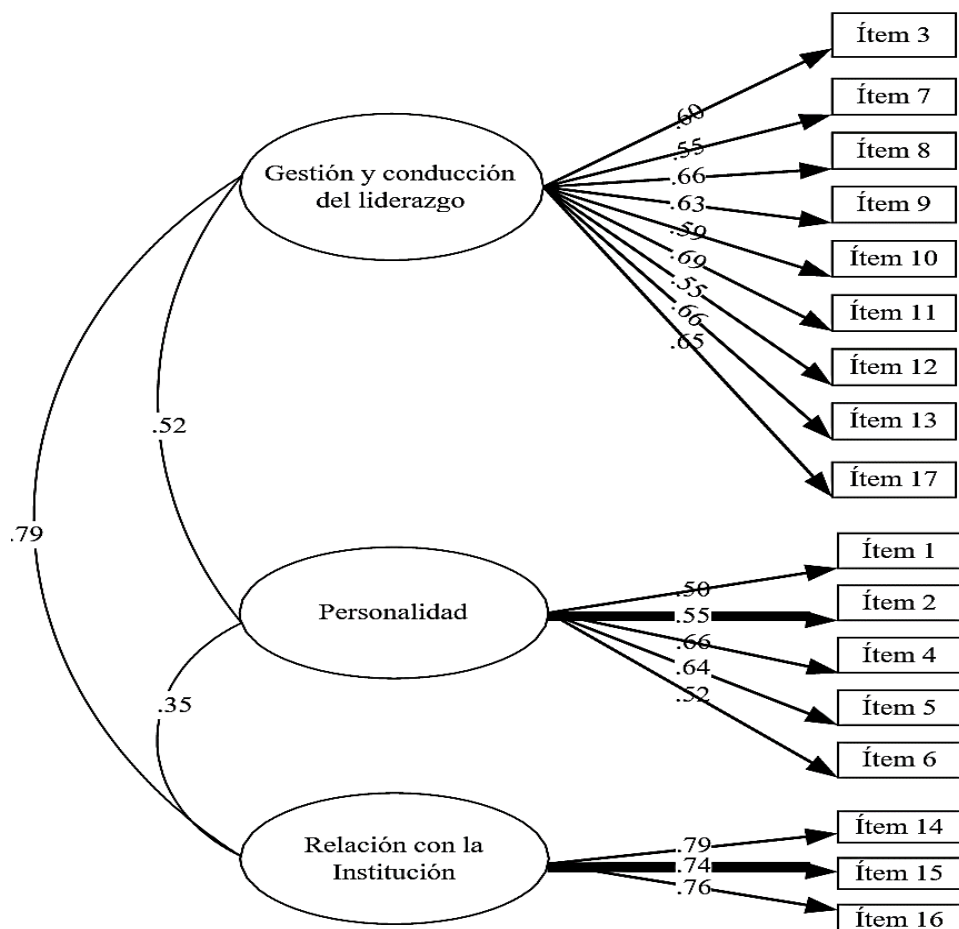 Ítem 3
Ítem 7
Ítem 8
Ítem 9
Ítem 10
Ítem 11
Ítem 12
Ítem 13
Ítem 17
.60
.55
.66
.63
.59
.69
.55
.66
.65
Gestión y conducción
del liderazgo
.52
.79
Ítem 1
Ítem 2
Ítem 4
Ítem 5
Ítem 6
.50
.55
.66
.64
.52
Personalidad
.35
Ítem 14
Ítem 15
Ítem 16
.79
.74
.76
Relación con la
Institución